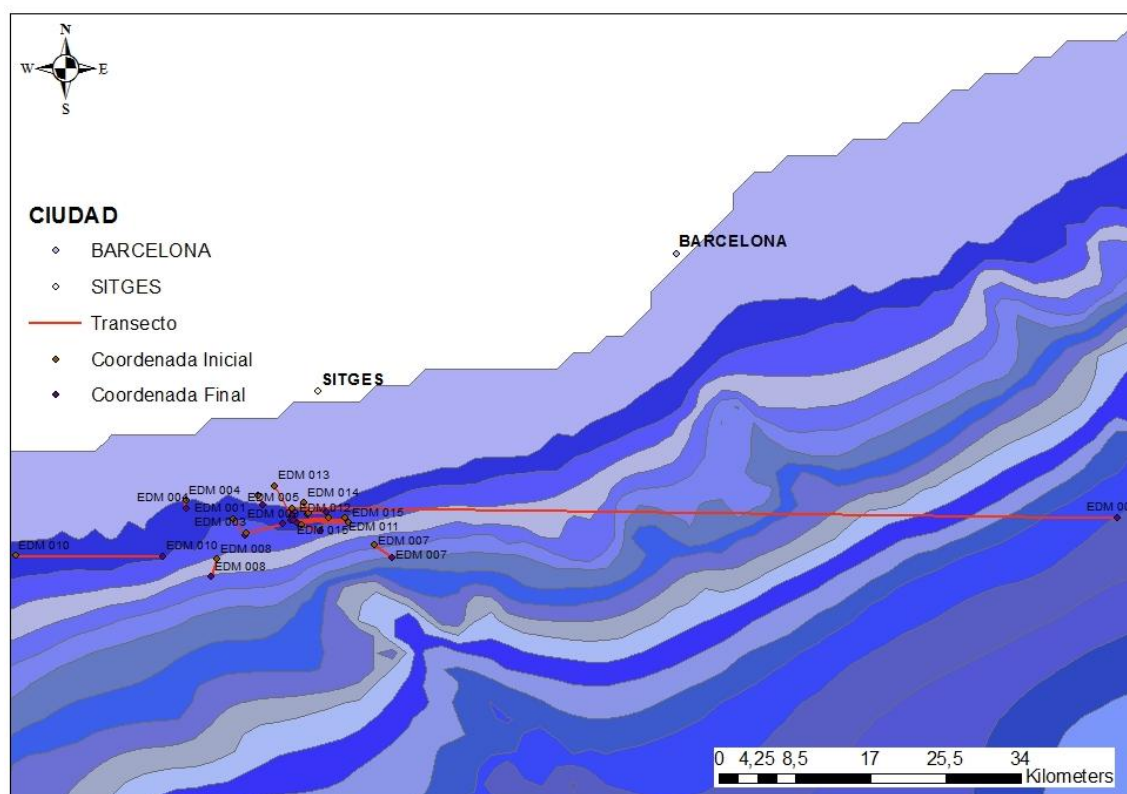 N
W E
S
CIUDAD
BARCELONA
SITGES
Transecto
Coordenada Inicial
Coordenada Final
BARCELONA
SITGES
EDM 013
EDM 004
EDM 004
EDM 005
EDM 014
EDM 001
EDM 012
EDM 015
EDM 003
EDM 011
EDM 010
EDM 010
EDM 008
EDM 007
EDM 007
EDM 008
0 4,25 8,5 17 25,5 34
Kilometers